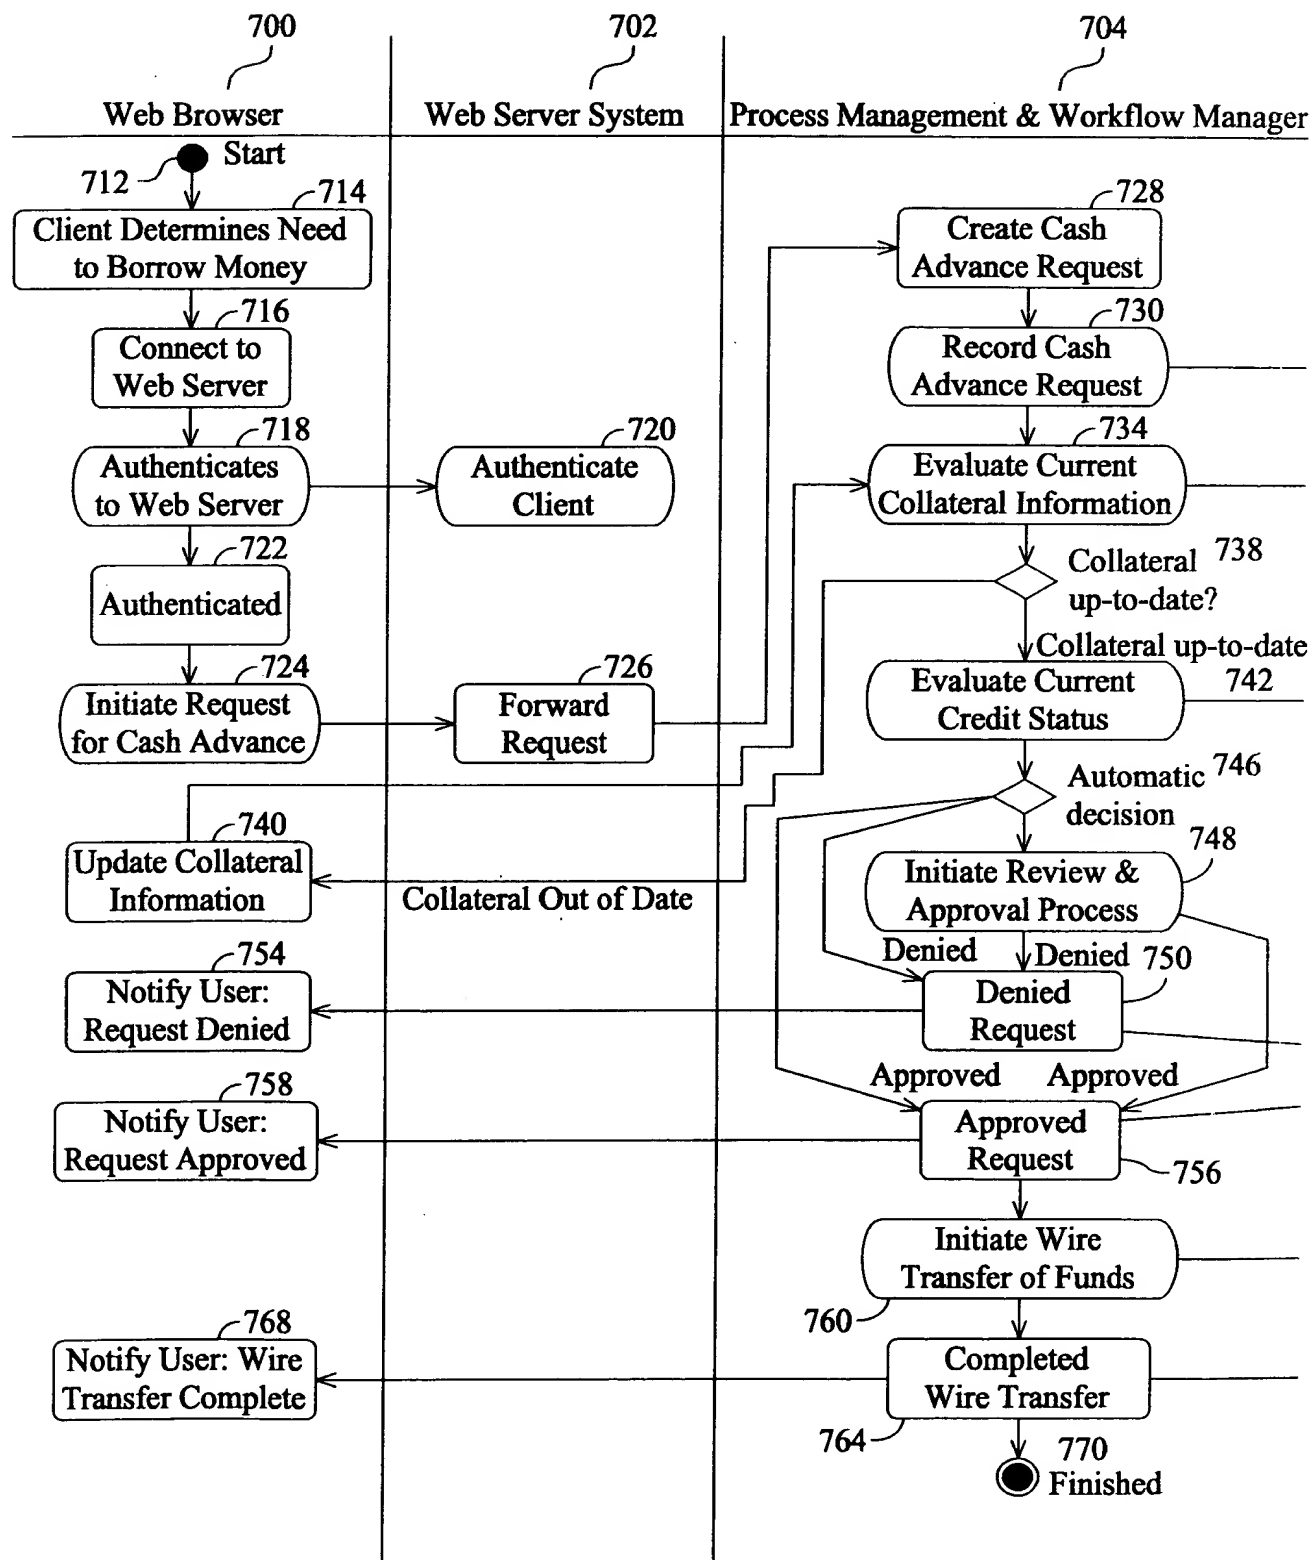 700
702
704
Web Browser
Web Server System
Process Management & Workflow Manager
Start
712
714
Client Determines Need
to Borrow Money
716
Connect to
Web Server
718
Authenticates
to Web Server
720
Authenticate
Client
722
Authenticated
724
Initiate Request
for Cash Advance
726
Forward
Request
728
Create Cash
Advance Request
730
Record Cash
Advance Request
734
Evaluate Current
Collateral Information
Collateral 738
up-to-date?
Collateral up-to-date
Evaluate Current
Credit Status
742
Automatic 746
decision
740
Update Collateral
Information
Collateral Out of Date
748
Initiate Review &
Approval Process
Denied
Denied
750
Denied
Request
754
Notify User:
Request Denied
Approved
Approved
758
Notify User:
Request Approved
Approved
Request
756
Initiate Wire
Transfer of Funds
760
768
Notify User: Wire
Transfer Complete
Completed
Wire Transfer
764
770
Finished